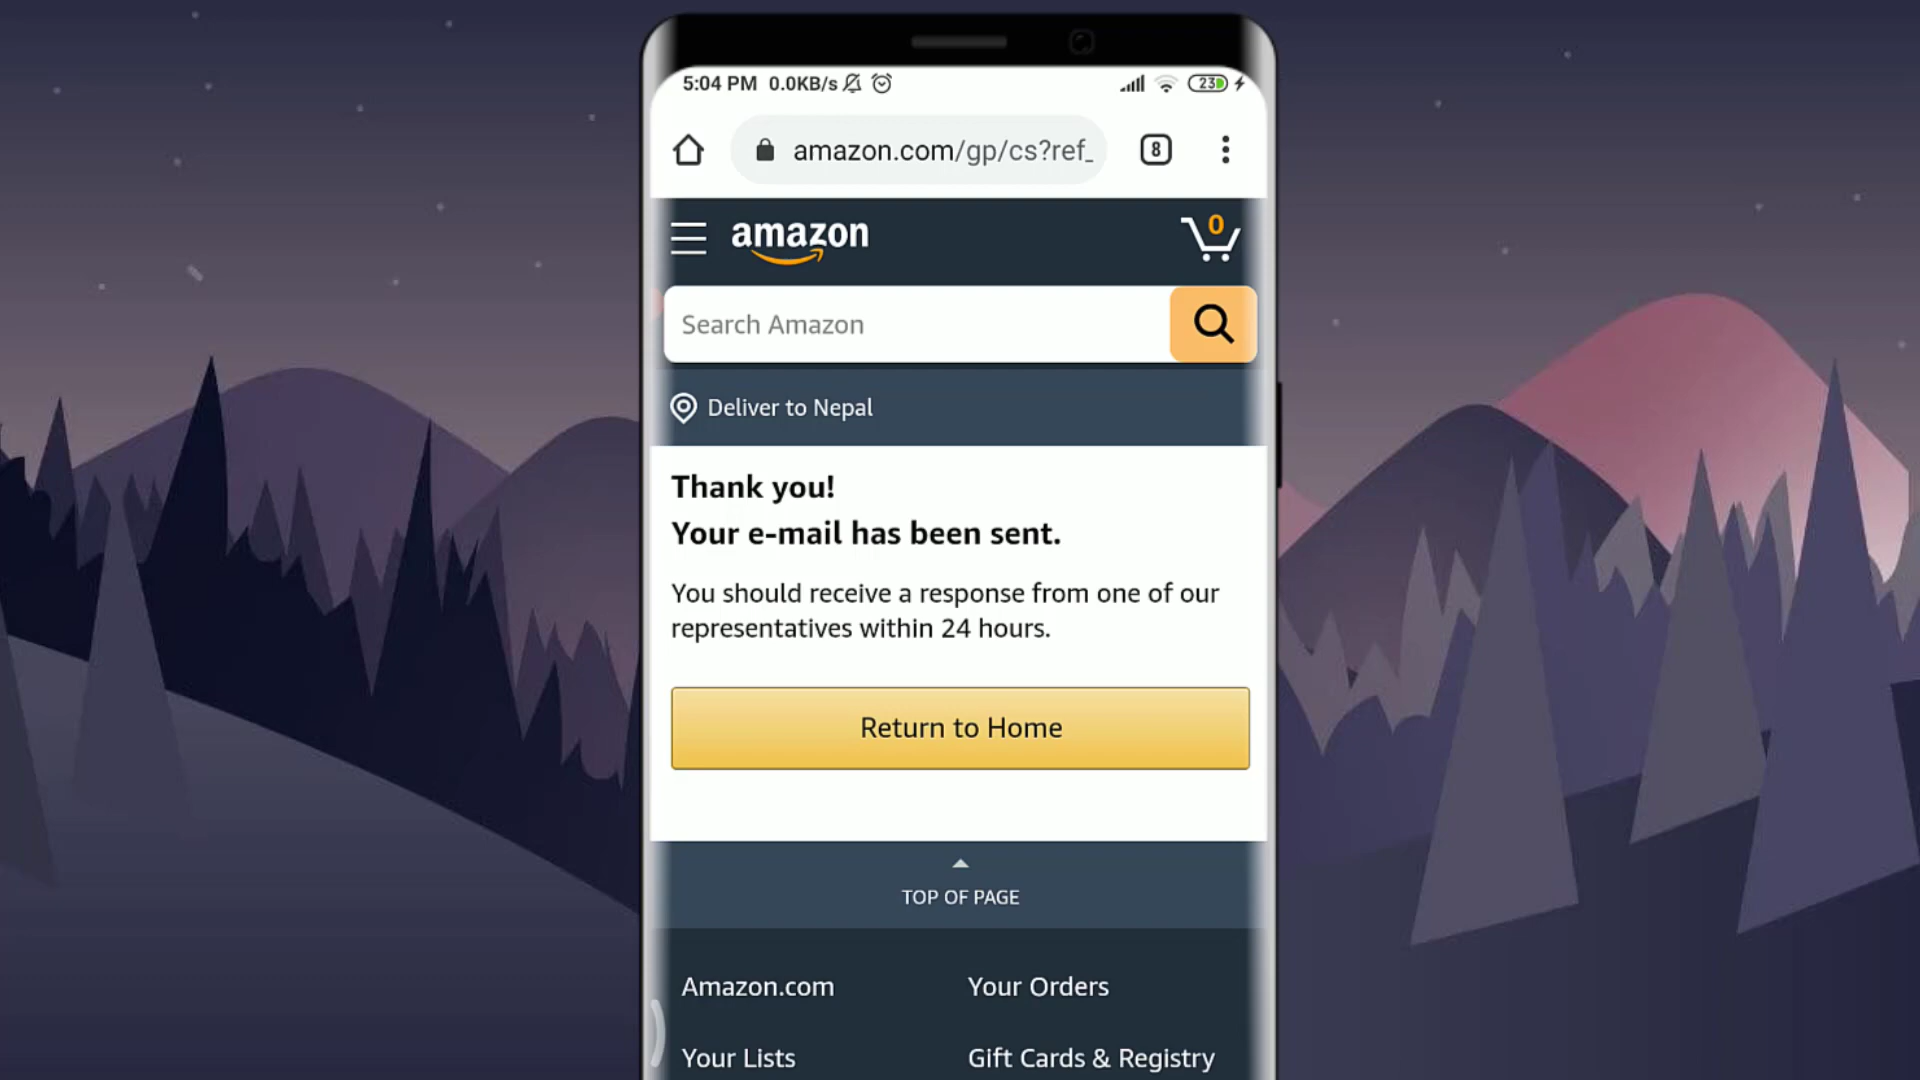 5:04 PM 0.0KB/s 23
amazon.com/gp/cs?ref_ 8
amazon 0
Search Amazon
Deliver to Nepal
Thank you!
Your e-mail has been sent.
You should receive a response from one of our
representatives within 24 hours.
Return to Home
TOP OF PAGE
Amazon.com Your Orders
Your Lists Gift Cards & Registry